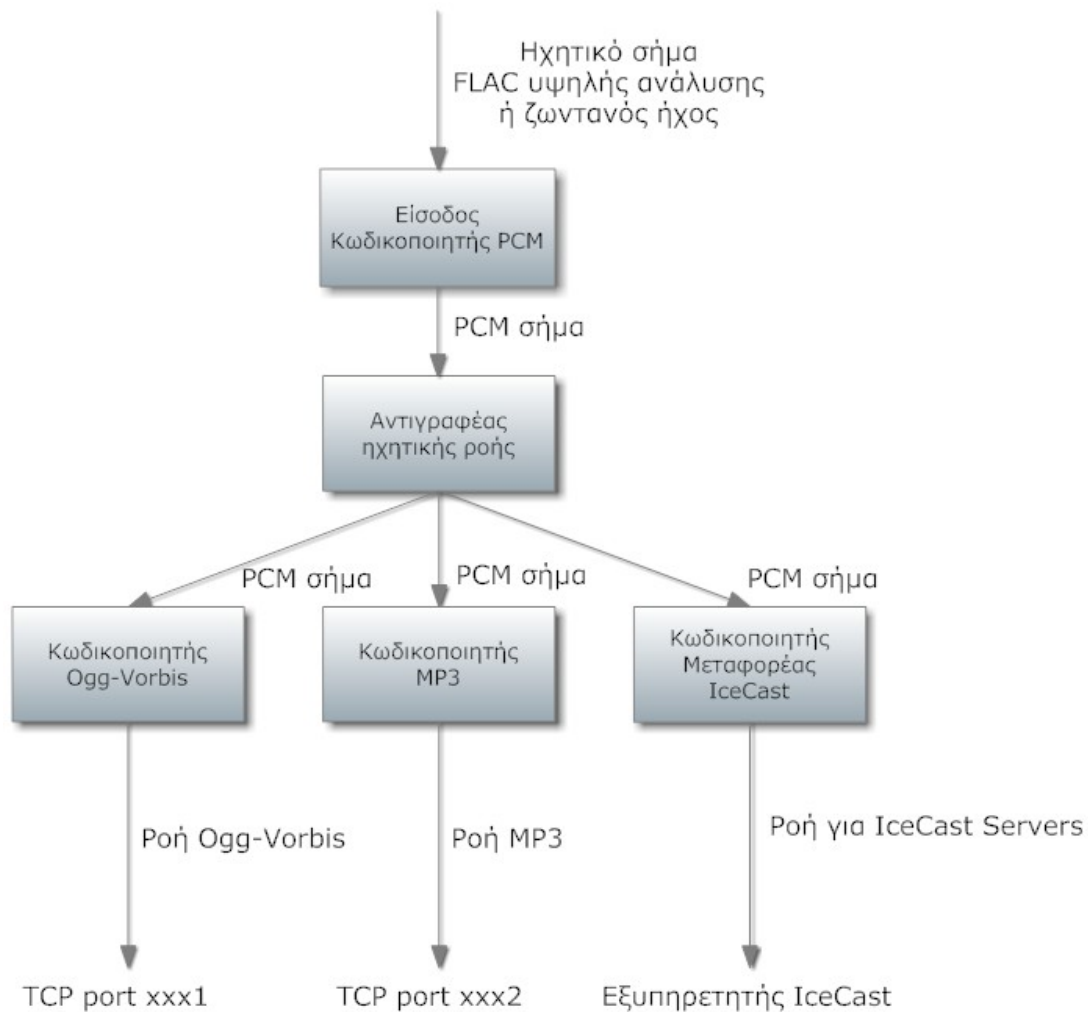 Ηχητικό σήμα
FLAC υψηλής ανάλυσης
ή ζωντανός ήχος
Είσοδος
Κωδικοποιητής PCM
PCM σήμα
Αντιγραφέας
ηχητικής ροής
PCM σήμα
PCM σήμα
PCM σήμα
Κωδικοποιητής
Ogg-Vorbis
Κωδικοποιητής
MP3
Κωδικοποιητής
Μεταφορέας
IceCast
Ροή Ogg-Vorbis
Ροή MP3
Ροή για IceCast Servers
TCP port xxx1
TCP port xxx2
Εξυπηρετητής IceCast